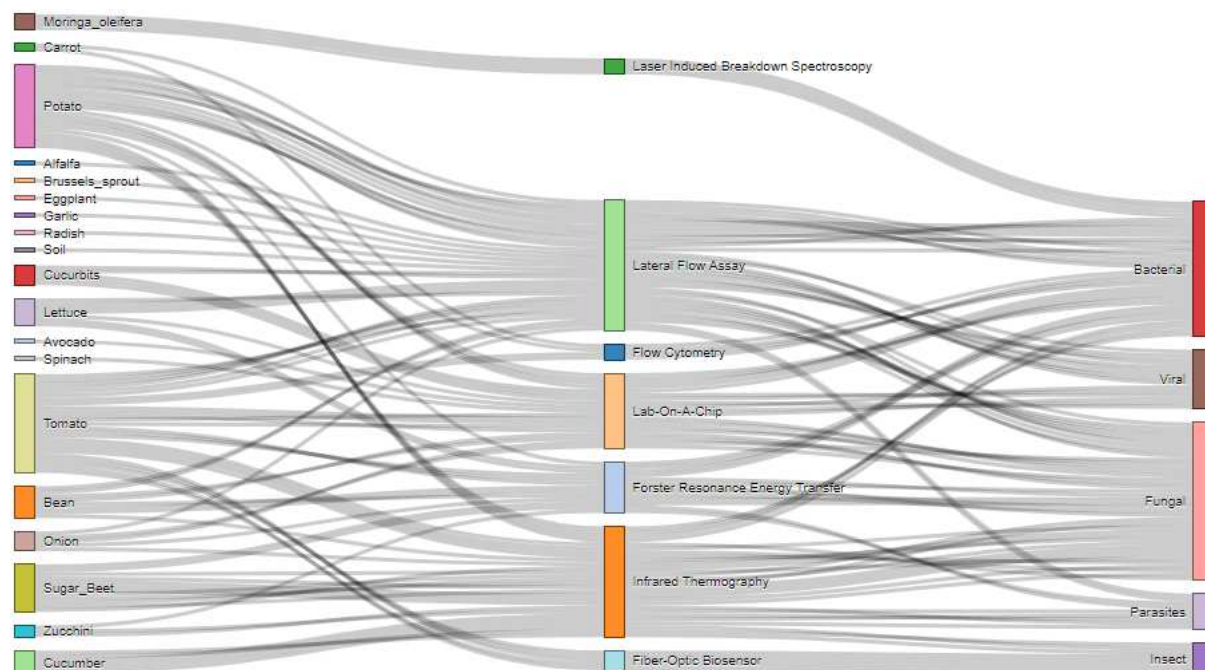 Moringa_oleifera
Carrot
Potato
Alfalfa
Brussels_sprout
Eggplant
Garlic
Radish
Soil
Cucurbits
Lettuce
Avocado
Spinach
Tomato
Bean
Onion
Sugar_Beet
Zucchini
Cucumber
Laser Induced Breakdown Spectroscopy
Lateral Flow Assay
Flow Cytometry
Lab-On-A-Chip
Forster Resonance Energy Transfer
Infrared Thermography
Fiber-Optic Biosensor
Bacterial
Viral
Fungal
Parasites
Insect